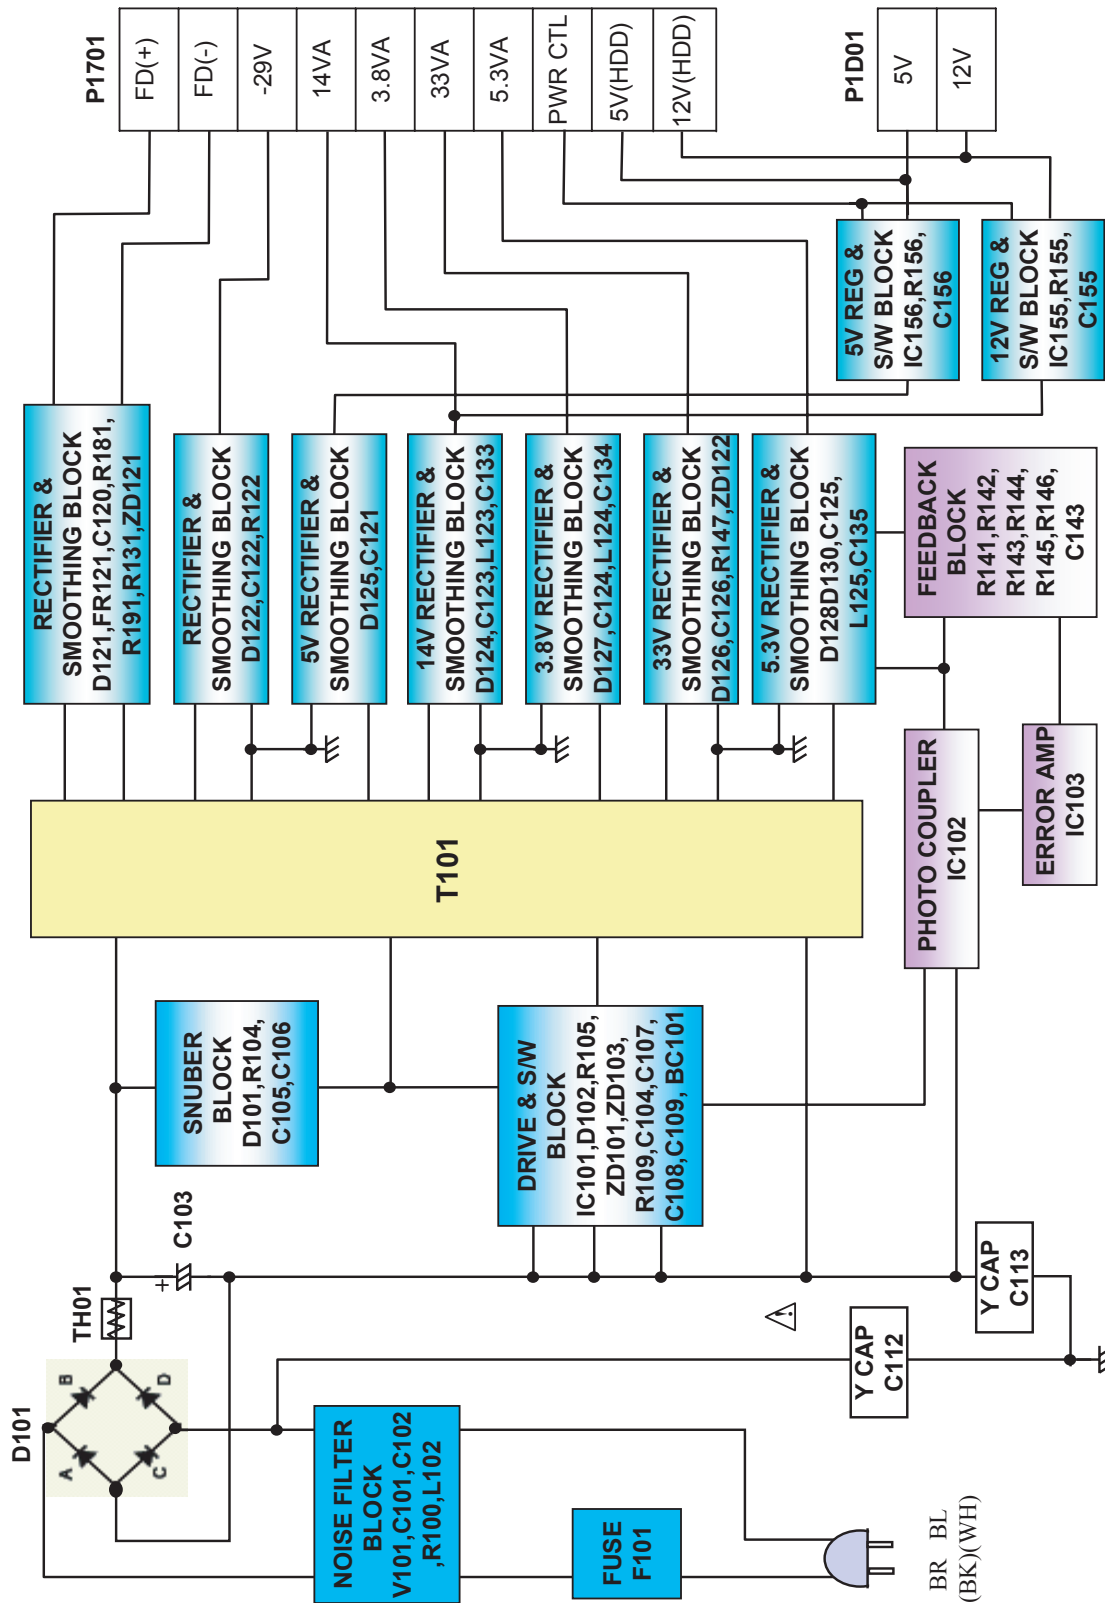 P1701
FD(+)
FD(-)
-29V
14VA
3.8VA
33VA
5.3VA
PWR CTL
5V(HDD)
12V(HDD)
P1D01
5V
12V
RECTIFIER &
SMOOTHING BLOCK
D121,FR121,C120,R181,
R191,R131,ZD121
RECTIFIER &
SMOOTHING BLOCK
D122,C122,R122
5V RECTIFIER &
SMOOTHING BLOCK
D125,C121
14V RECTIFIER &
SMOOTHING BLOCK
D124,C123,L123,C133
3.8V RECTIFIER &
SMOOTHING BLOCK
D127,C124,L124,C134
33V RECTIFIER &
SMOOTHING BLOCK
D126,C126,R147,ZD122
5.3V RECTIFIER &
SMOOTHING BLOCK
D128D130,C125,
L125,C135
5V REG &
S/W BLOCK
IC156,R156,
C156
12V REG &
S/W BLOCK
IC155,R155,
C155
FEEDBACK
BLOCK
R141,R142,
R143,R144,
R145,R146,
C143
T101
PHOTO COUPLER
IC102
ERROR AMP
IC103
SNUBER
BLOCK
D101,R104,
C105,C106
DRIVE & S/W
BLOCK
IC101,D102,R105,
ZD101,ZD103,
R109,C104,C107,
C108,C109, BC101
TH01
+
C103
D101
A
B
C
D
Y CAP
C112
Y CAP
C113
!
NOISE FILTER
BLOCK
V101,C101,C102
,R100,L102
FUSE
F101
BR BL
(BK)(WH)